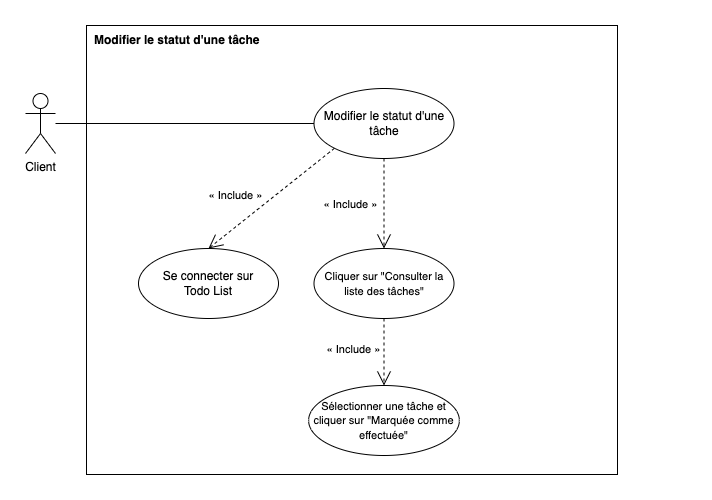 Modifier le statut d'une tâche
Modifier le statut d'une
tâche
Client
« Include »
« Include »
Se connecter sur
Todo List
Cliquer sur "Consulter la
liste des tâches"
« Include »
Sélectionner une tâche et
cliquer sur "Marquée comme
effectuée"